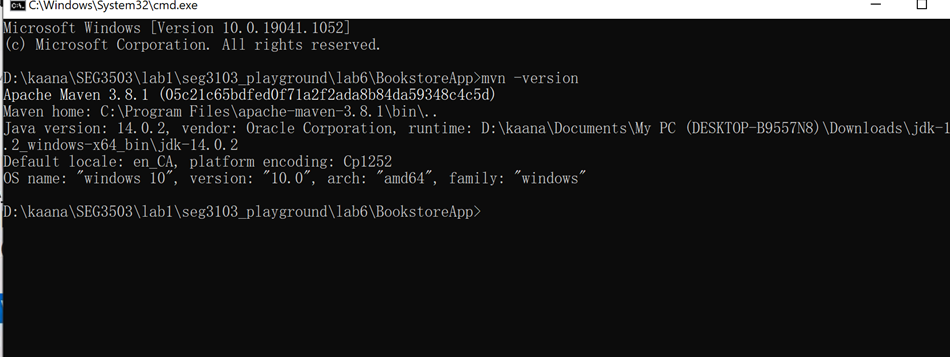 C:\Windows\System32\cmd.exe
Microsoft Windows [Version 10.0.19041.1052]
(c) Microsoft Corporation. All rights reserved.
D:\kaana\SEG3503\lab1\seg3103_playground\lab6\BookstoreApp>mvn -version
Apache Maven 3.8.1 (05c21c65bdfed0f71a2f2ada8b84da59348c4c5d)
Maven home: C:\Program Files\apache-maven-3.8.1\bin\..
Java version: 14.0.2, vendor: Oracle Corporation, runtime: D:\kaana\Documents\My PC (DESKTOP-B9557N8)\Downloads\jdk-1
.2_windows-x64_bin\jdk-14.0.2
Default locale: en_CA, platform encoding: Cp1252
OS name: "windows 10", version: "10.0", arch: "amd64", family: "windows"
D:\kaana\SEG3503\lab1\seg3103_playground\lab6\BookstoreApp>